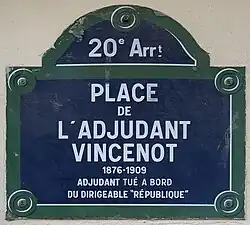 20e Arrt
PLACE
DE
L'ADJUDANT
VINCENOT
1876-1909
ADJUDANT TUÉ A BORD
DU DIRIGEABLE "RÉPUBLIQUE"